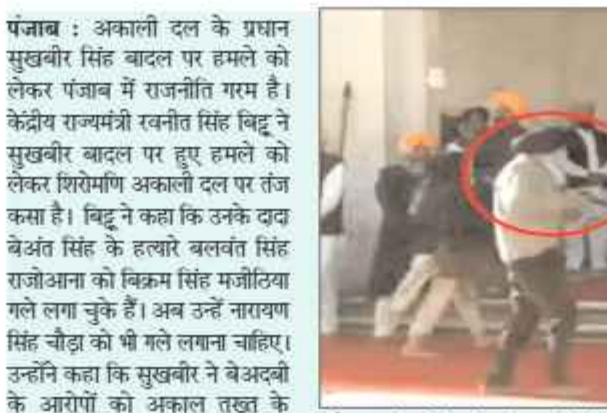 पंजाब : अकाली दल के प्रधान
सुखबीर सिंह बादल पर हमले को
लेकर पंजाब में राजनीति गरम है।
केंद्रीय राज्यमंत्री रवनीत सिंह बिट्टू ने
सुखबीर बादल पर हुए हमले को
लेकर शिरोमणि अकाली दल पर तंज
कसा है। बिट्टू ने कहा कि उनके दादा
बेअंत सिंह के हत्यारे बलवंत सिंह
राजोआना को बिक्रम सिंह मजीठिया
गले लगा चुके हैं। अब उन्हें नारायण
सिंह चौड़ा को भी गले लगाना चाहिए।
उन्होंने कहा कि सुखबीर ने बेअदबी
के आरोपों को अकाल तख्त के